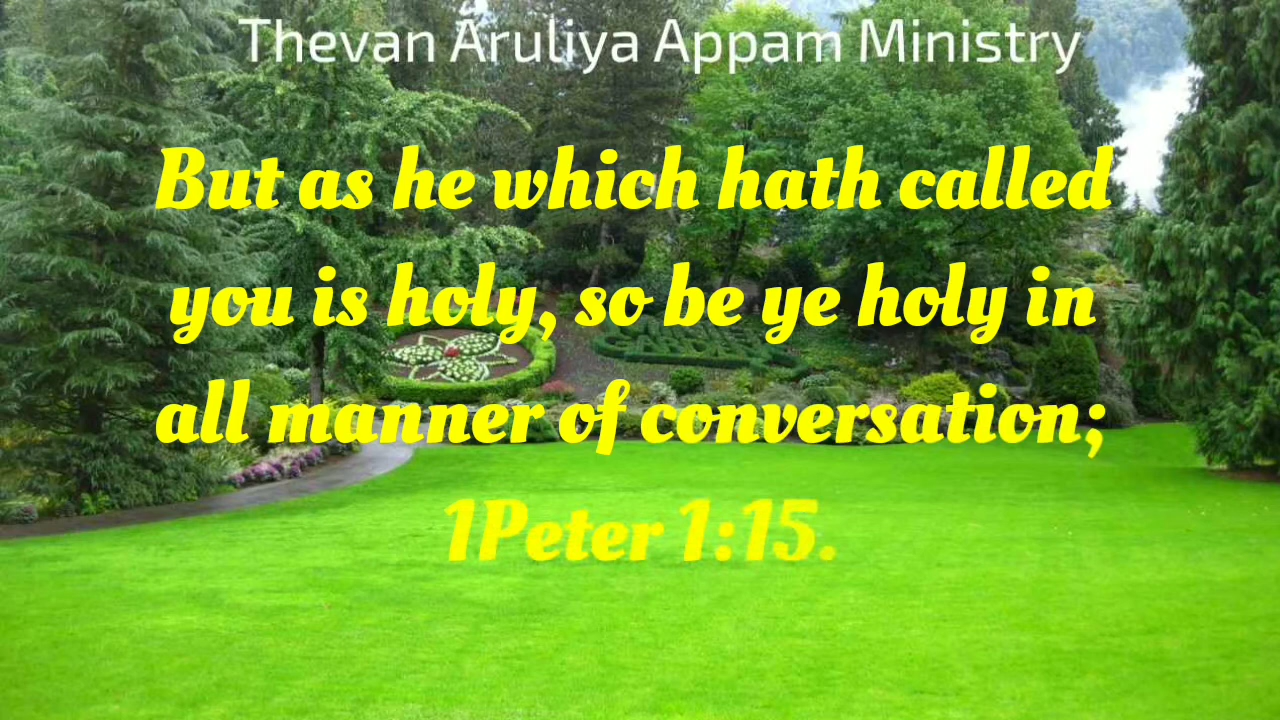 Thevan Aruliya Appam Ministry
But as he which hath called
you is holy, so be ye holy in
all manner of conversation;
1Peter 1:15.